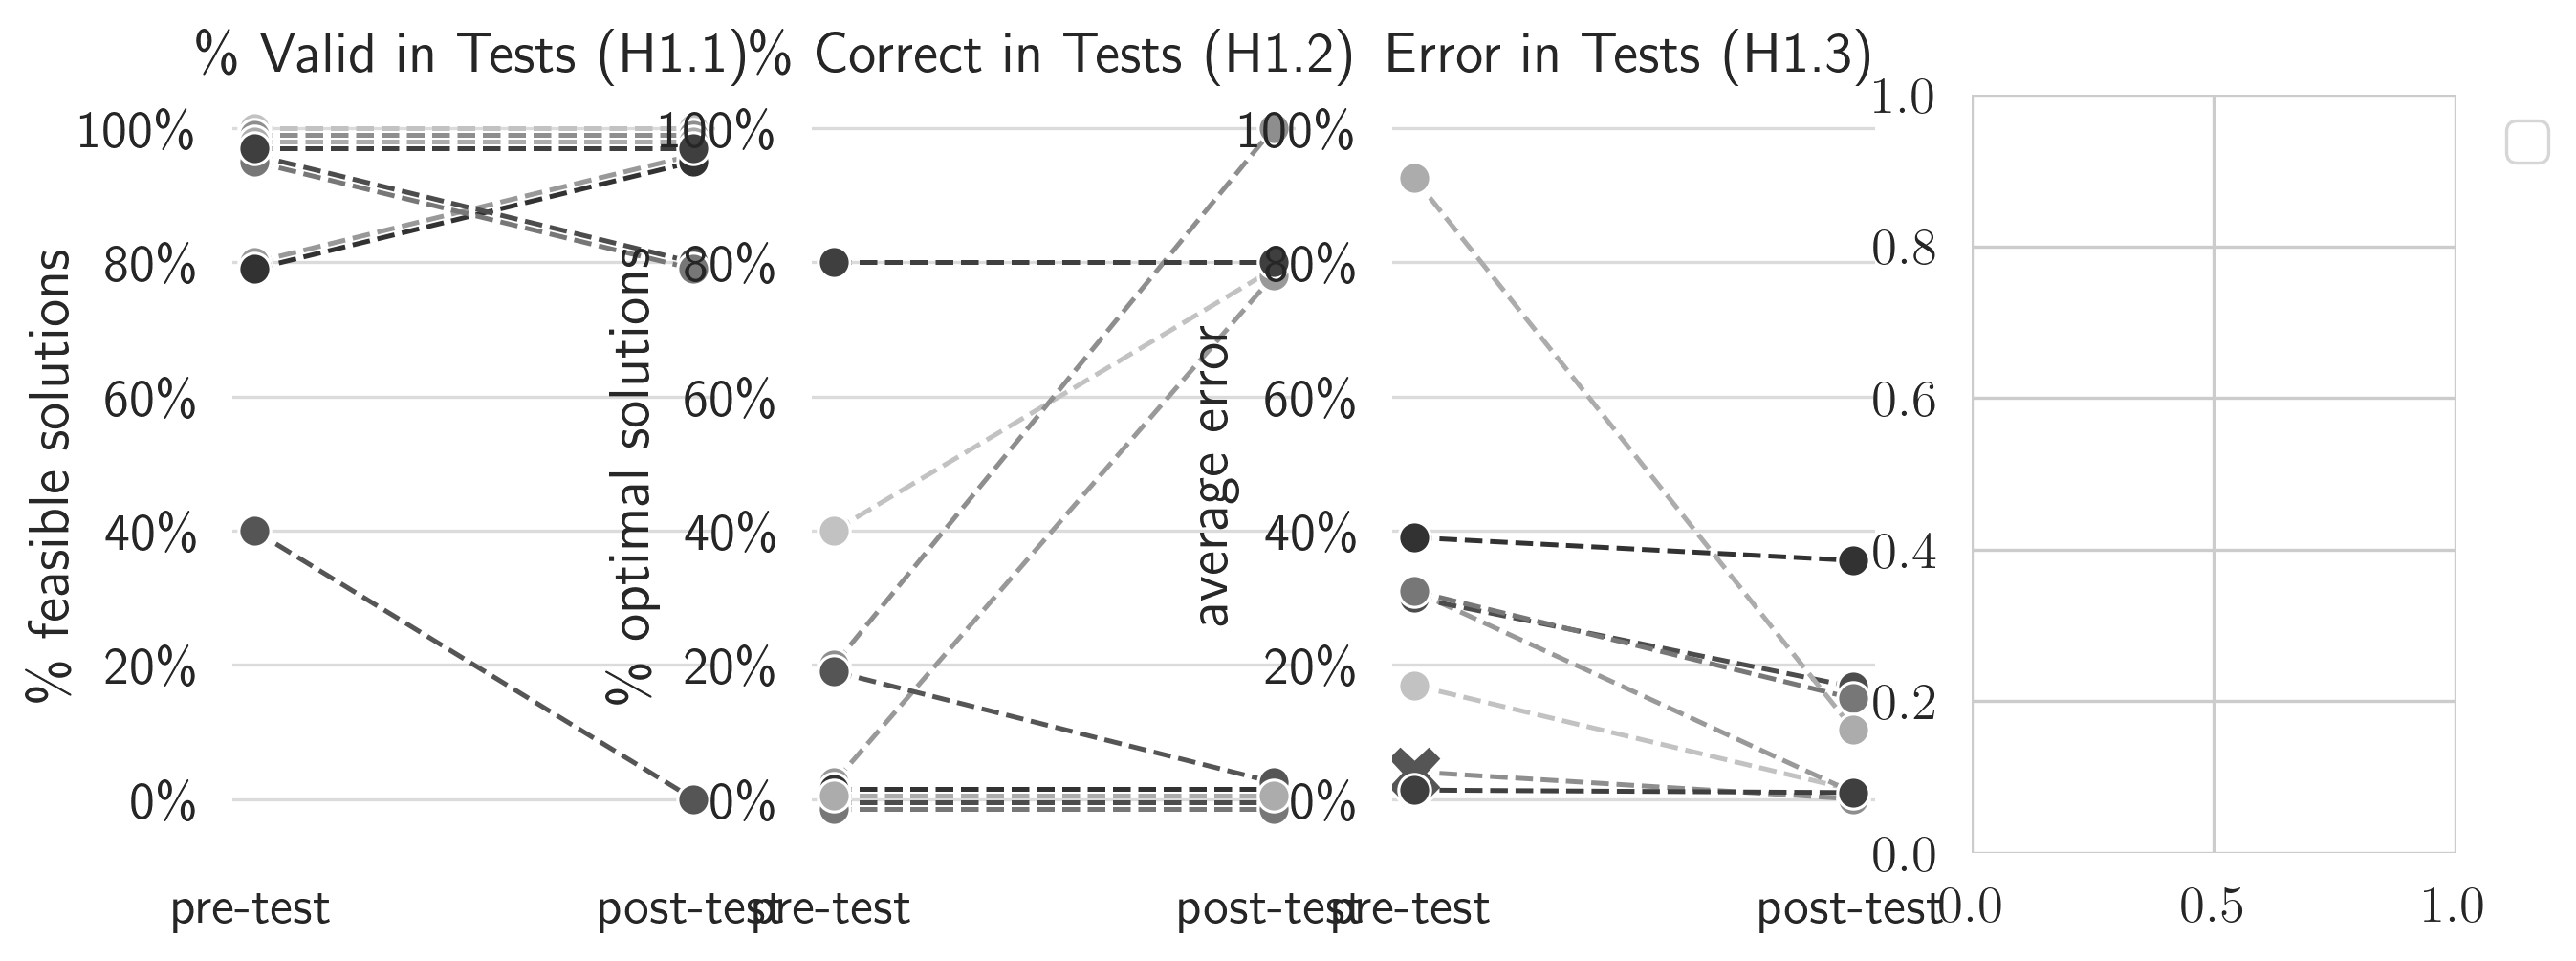 % Valid in Tests (H1.1)
% feasible solutions
100%
80%
60%
40%
20%
0%
pre-test
post-test
% Correct in Tests (H1.2)
% optimal solutions
100%
80%
60%
40%
20%
0%
pre-test
post-test
Error in Tests (H1.3)
average error
100%
80%
60%
40%
20%
0%
pre-test
post-test
1.0
0.8
0.6
0.4
0.2
0.0
0.0
0.5
1.0